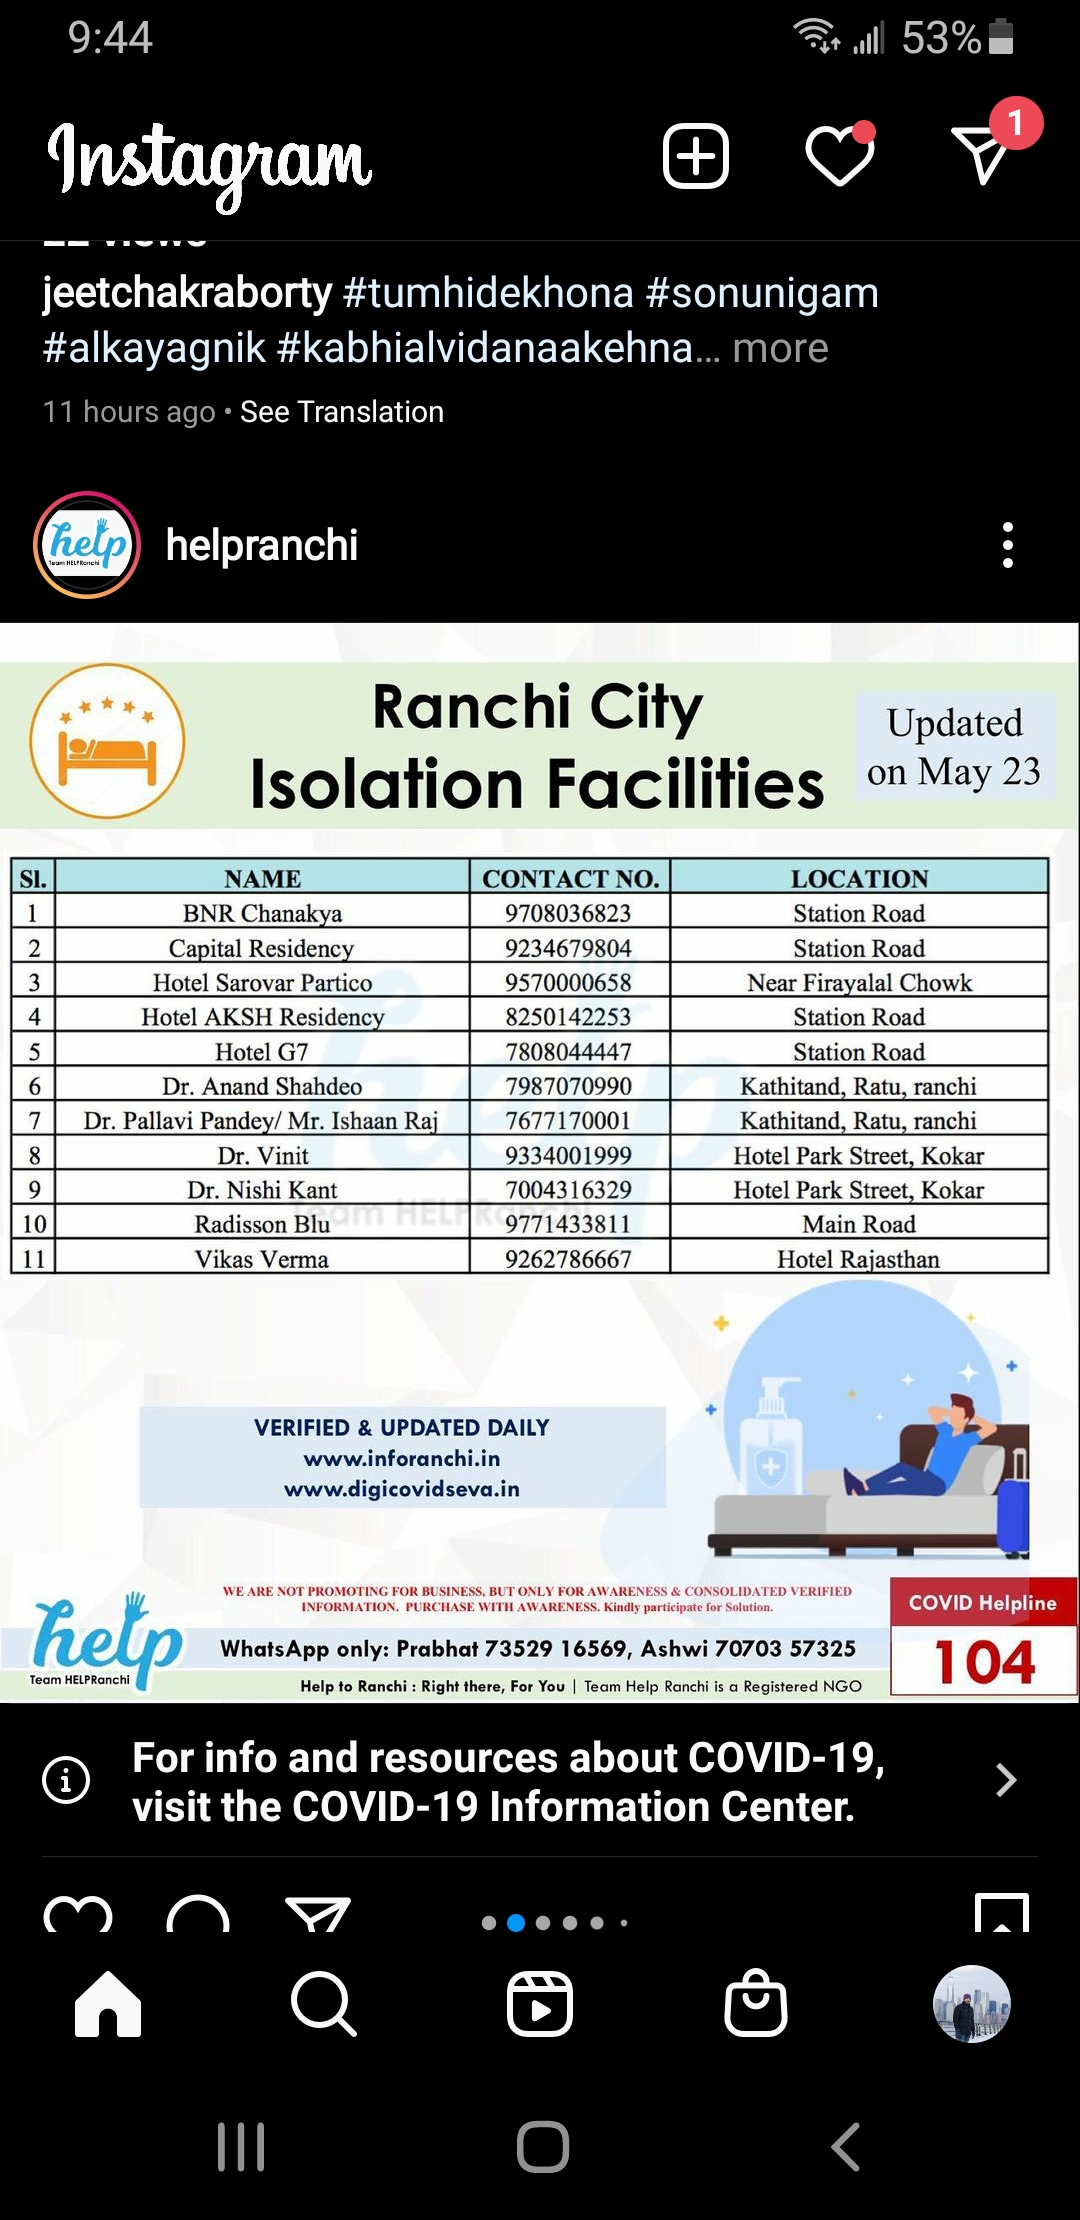 9:44
53%
Instagram
1
22 views
jeetchakraborty #tumhidekhona #sonunigam
#alkayagnik #kabhialvidanaakehna... more
11 hours ago • See Translation
help
Team HELPRanchi
helpranchi
Ranchi City
Isolation Facilities
Updated
on May 23
Sl. NAME CONTACT NO. LOCATION
1 BNR Chanakya 9708036823 Station Road
2 Capital Residency 9234679804 Station Road
3 Hotel Sarovar Partico 9570000658 Near Firayalal Chowk
4 Hotel AKSH Residency 8250142253 Station Road
5 Hotel G7 7808044447 Station Road
6 Dr. Anand Shahdeo 7987070990 Kathitand, Ratu, ranchi
7 Dr. Pallavi Pandey/ Mr. Ishaan Raj 7677170001 Kathitand, Ratu, ranchi
8 Dr. Vinit 9334001999 Hotel Park Street, Kokar
9 Dr. Nishi Kant 7004316329 Hotel Park Street, Kokar
10 Radisson Blu 9771433811 Main Road
11 Vikas Verma 9262786667 Hotel Rajasthan
help
Team HELPRanchi
VERIFIED & UPDATED DAILY
www.inforanchi.in
www.digicovidseva.in
WE ARE NOT PROMOTING FOR BUSINESS, BUT ONLY FOR AWARENESS & CONSOLIDATED VERIFIED
INFORMATION. PURCHASE WITH AWARENESS. Kindly participate for Solution.
help
Team HELPRanchi
WhatsApp only: Prabhat 73529 16569, Ashwi 70703 57325
Help to Ranchi : Right there, For You | Team Help Ranchi is a Registered NGO
COVID Helpline
104
For info and resources about COVID-19,
visit the COVID-19 Information Center.